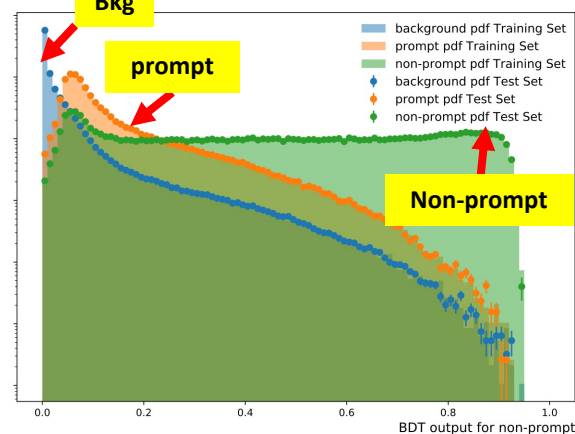 Bkg
prompt
Non-prompt
background pdf Training Set
prompt pdf Training Set
non-prompt pdf Training Set
background pdf Test Set
prompt pdf Test Set
non-prompt pdf Test Set
0.0 0.2 0.4 0.6 0.8 1.0
BDT output for non-prompt